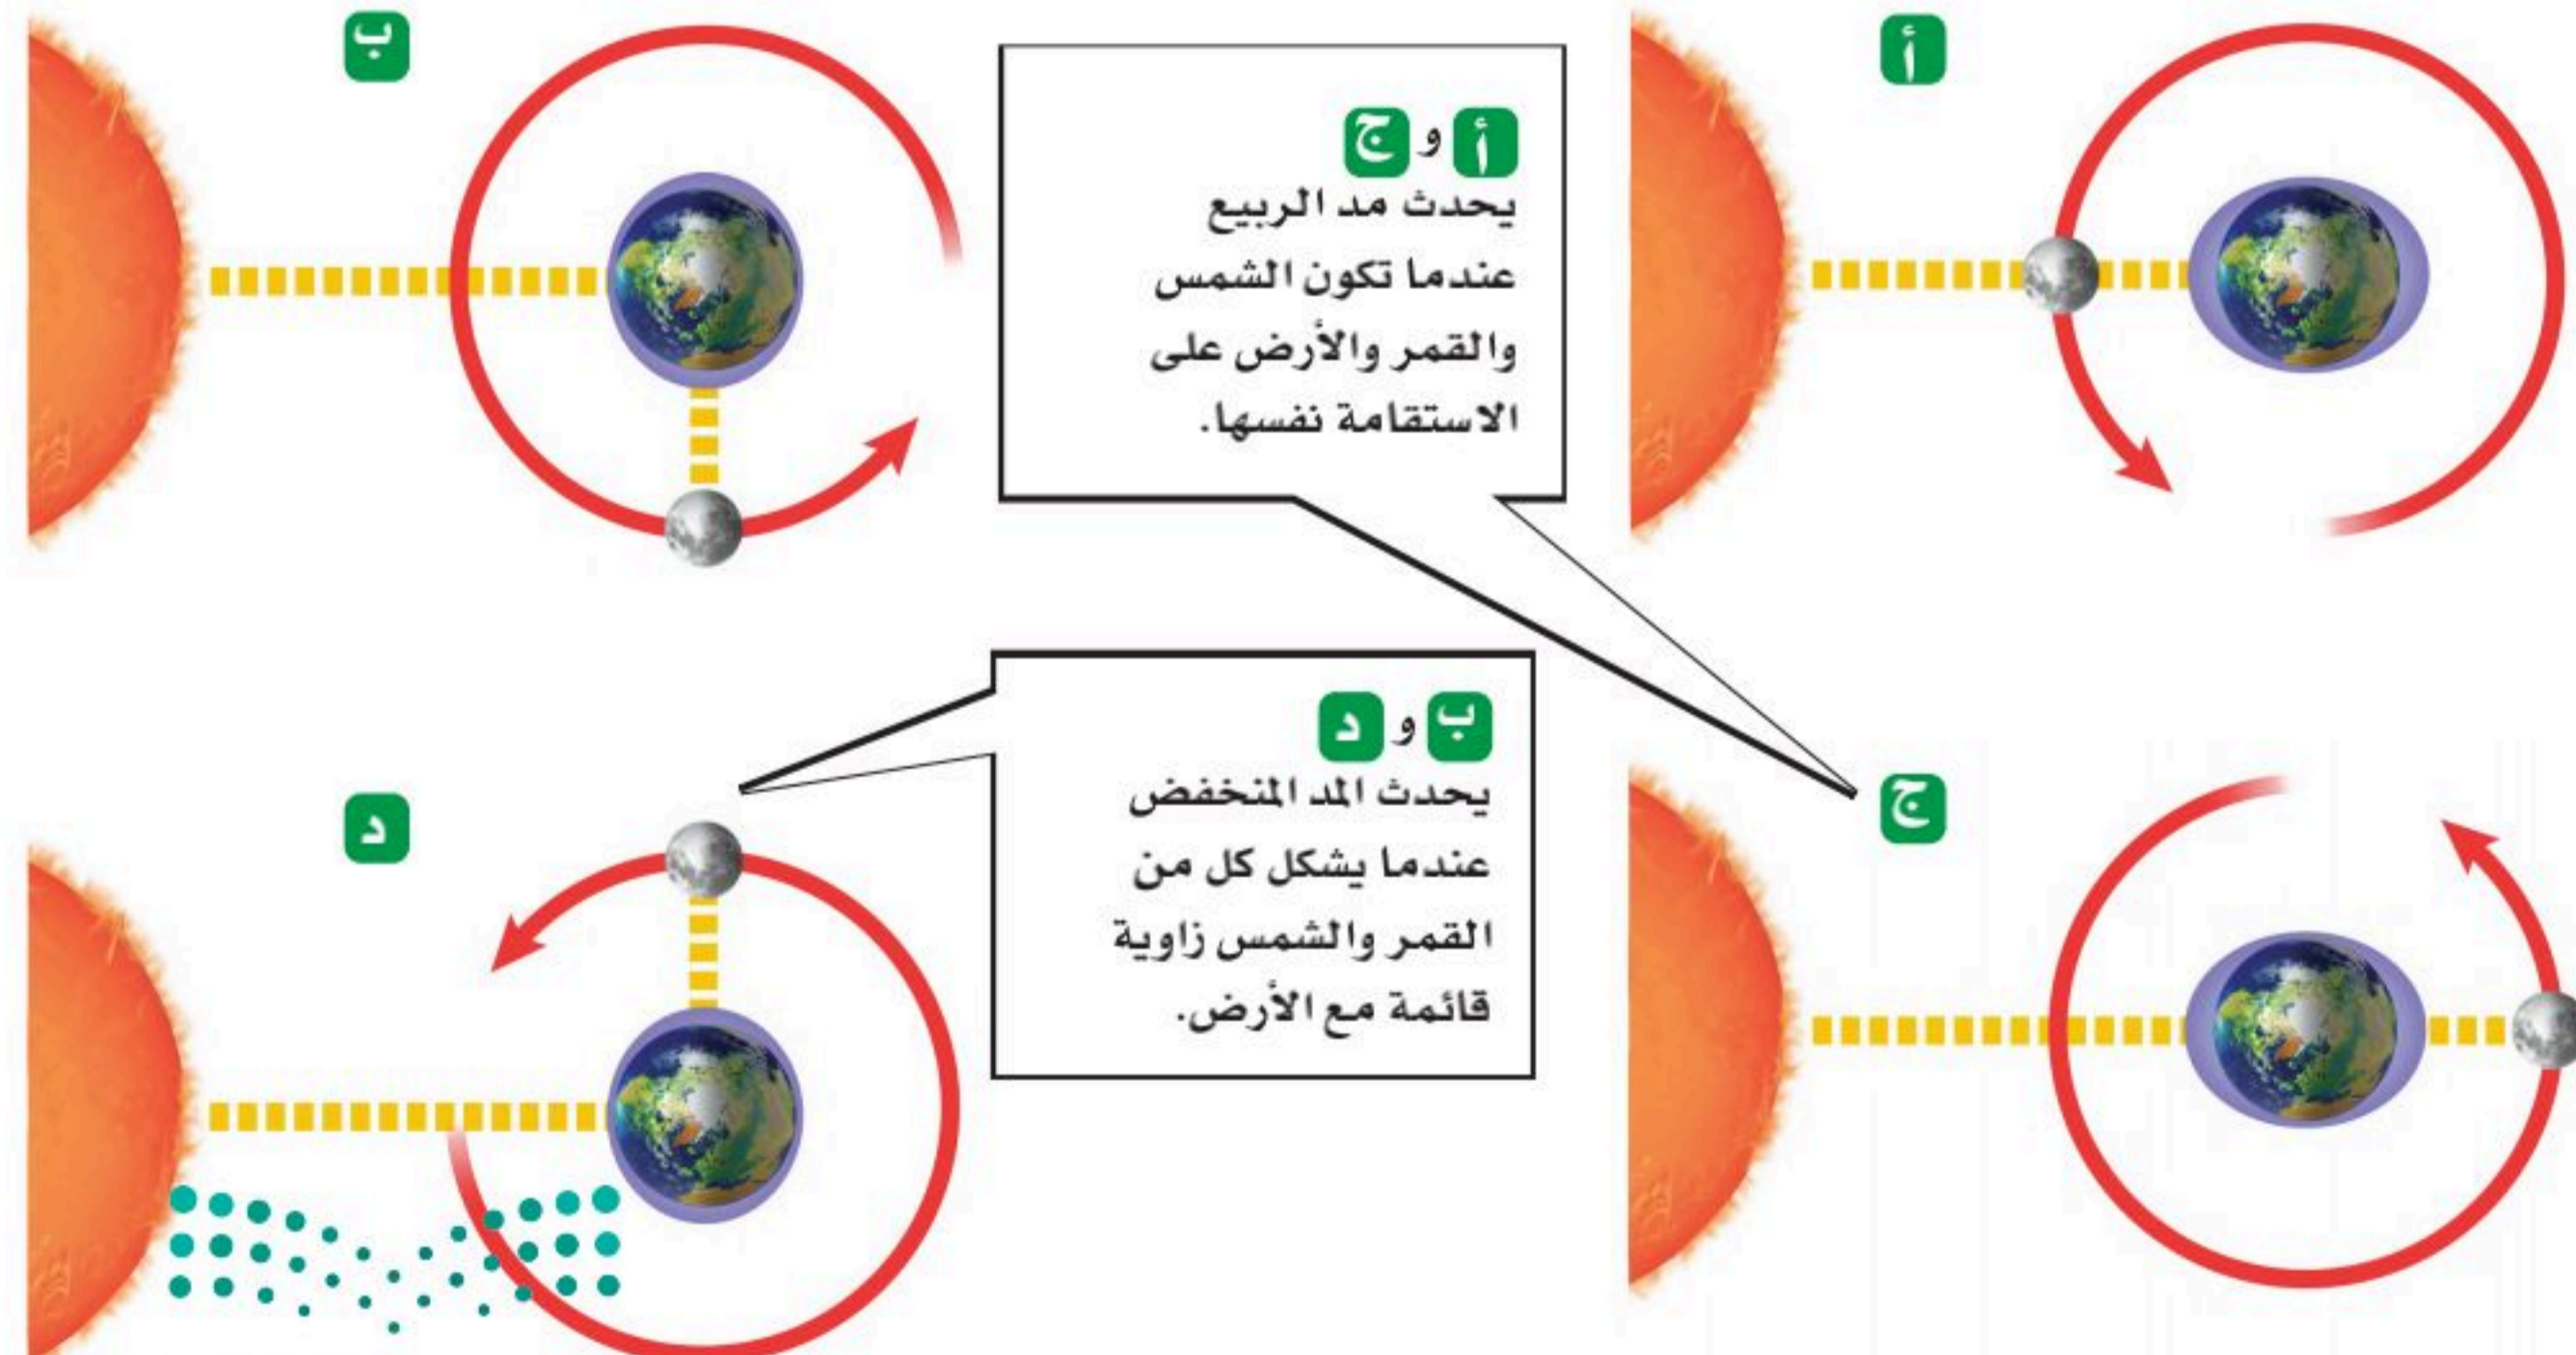 أ
ب
أ و ج
يحدث مد الربيع
عندما تكون الشمس
والقمر والأرض على
الاستقامة نفسها.
ج
د
ب و د
يحدث المد المنخفض
عندما يشكل كل من
القمر والشمس زاوية
قائمة مع الأرض.